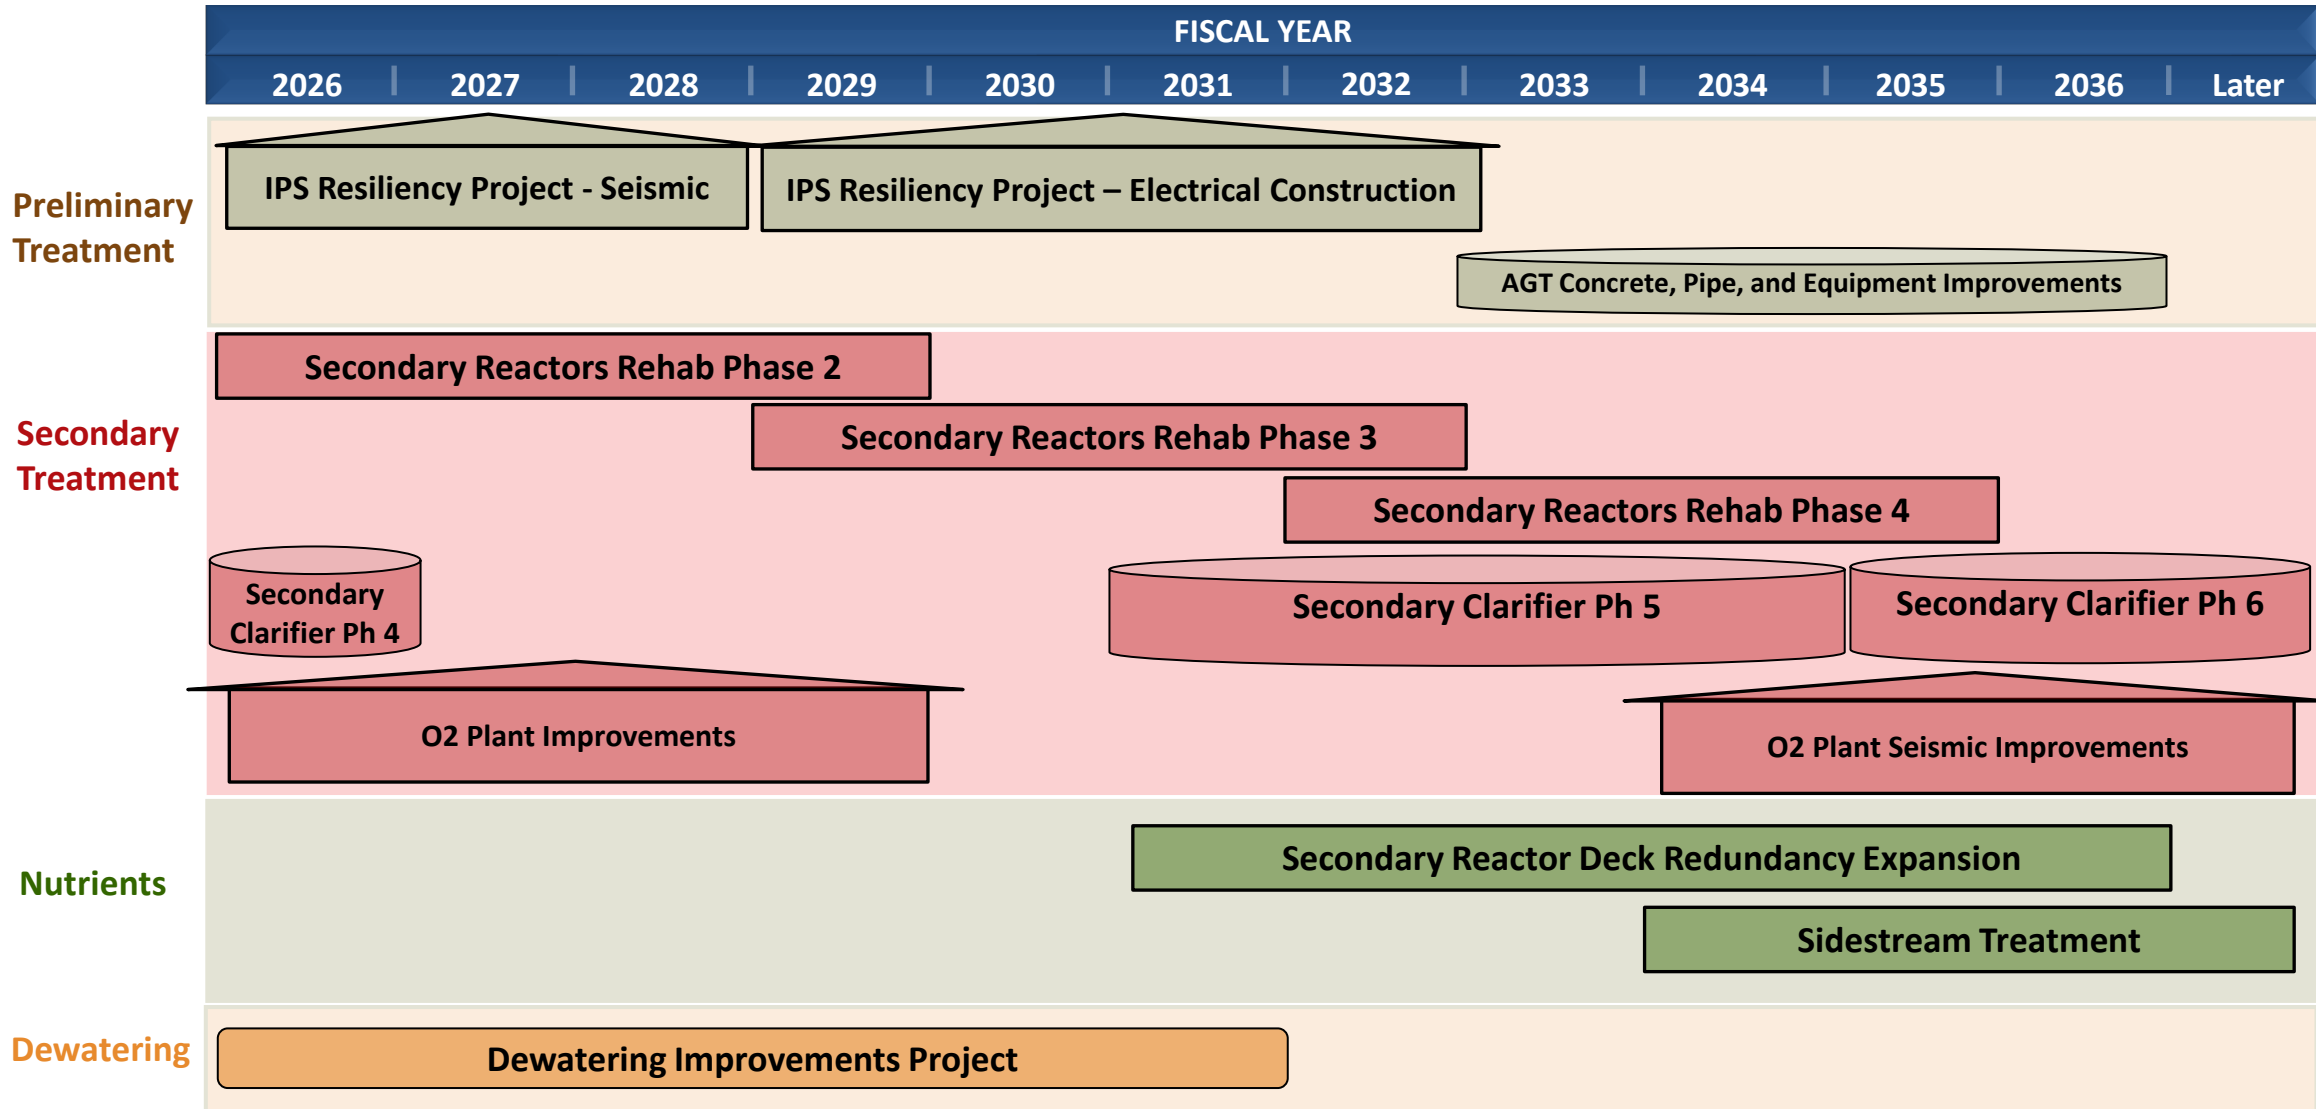 FISCAL YEAR
2026 2027 2028 2029 2030 2031 2032 2033 2034 2035 2036 Later
Preliminary
Treatment
IPS Resiliency Project - Seismic
IPS Resiliency Project – Electrical Construction
AGT Concrete, Pipe, and Equipment Improvements
Secondary
Treatment
Secondary Reactors Rehab Phase 2
Secondary Reactors Rehab Phase 3
Secondary Reactors Rehab Phase 4
Secondary
Clarifier Ph 4
Secondary Clarifier Ph 5
Secondary Clarifier Ph 6
O2 Plant Improvements
O2 Plant Seismic Improvements
Nutrients
Secondary Reactor Deck Redundancy Expansion
Sidestream Treatment
Dewatering
Dewatering Improvements Project